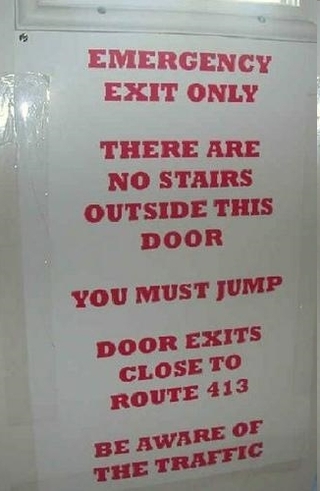 EMERGENCY
EXIT ONLY
THERE ARE
NO STAIRS
OUTSIDE THIS
DOOR
YOU MUST JUMP
DOOR EXITS
CLOSE TO
ROUTE 413
BE AWARE OF
THE TRAFFIC